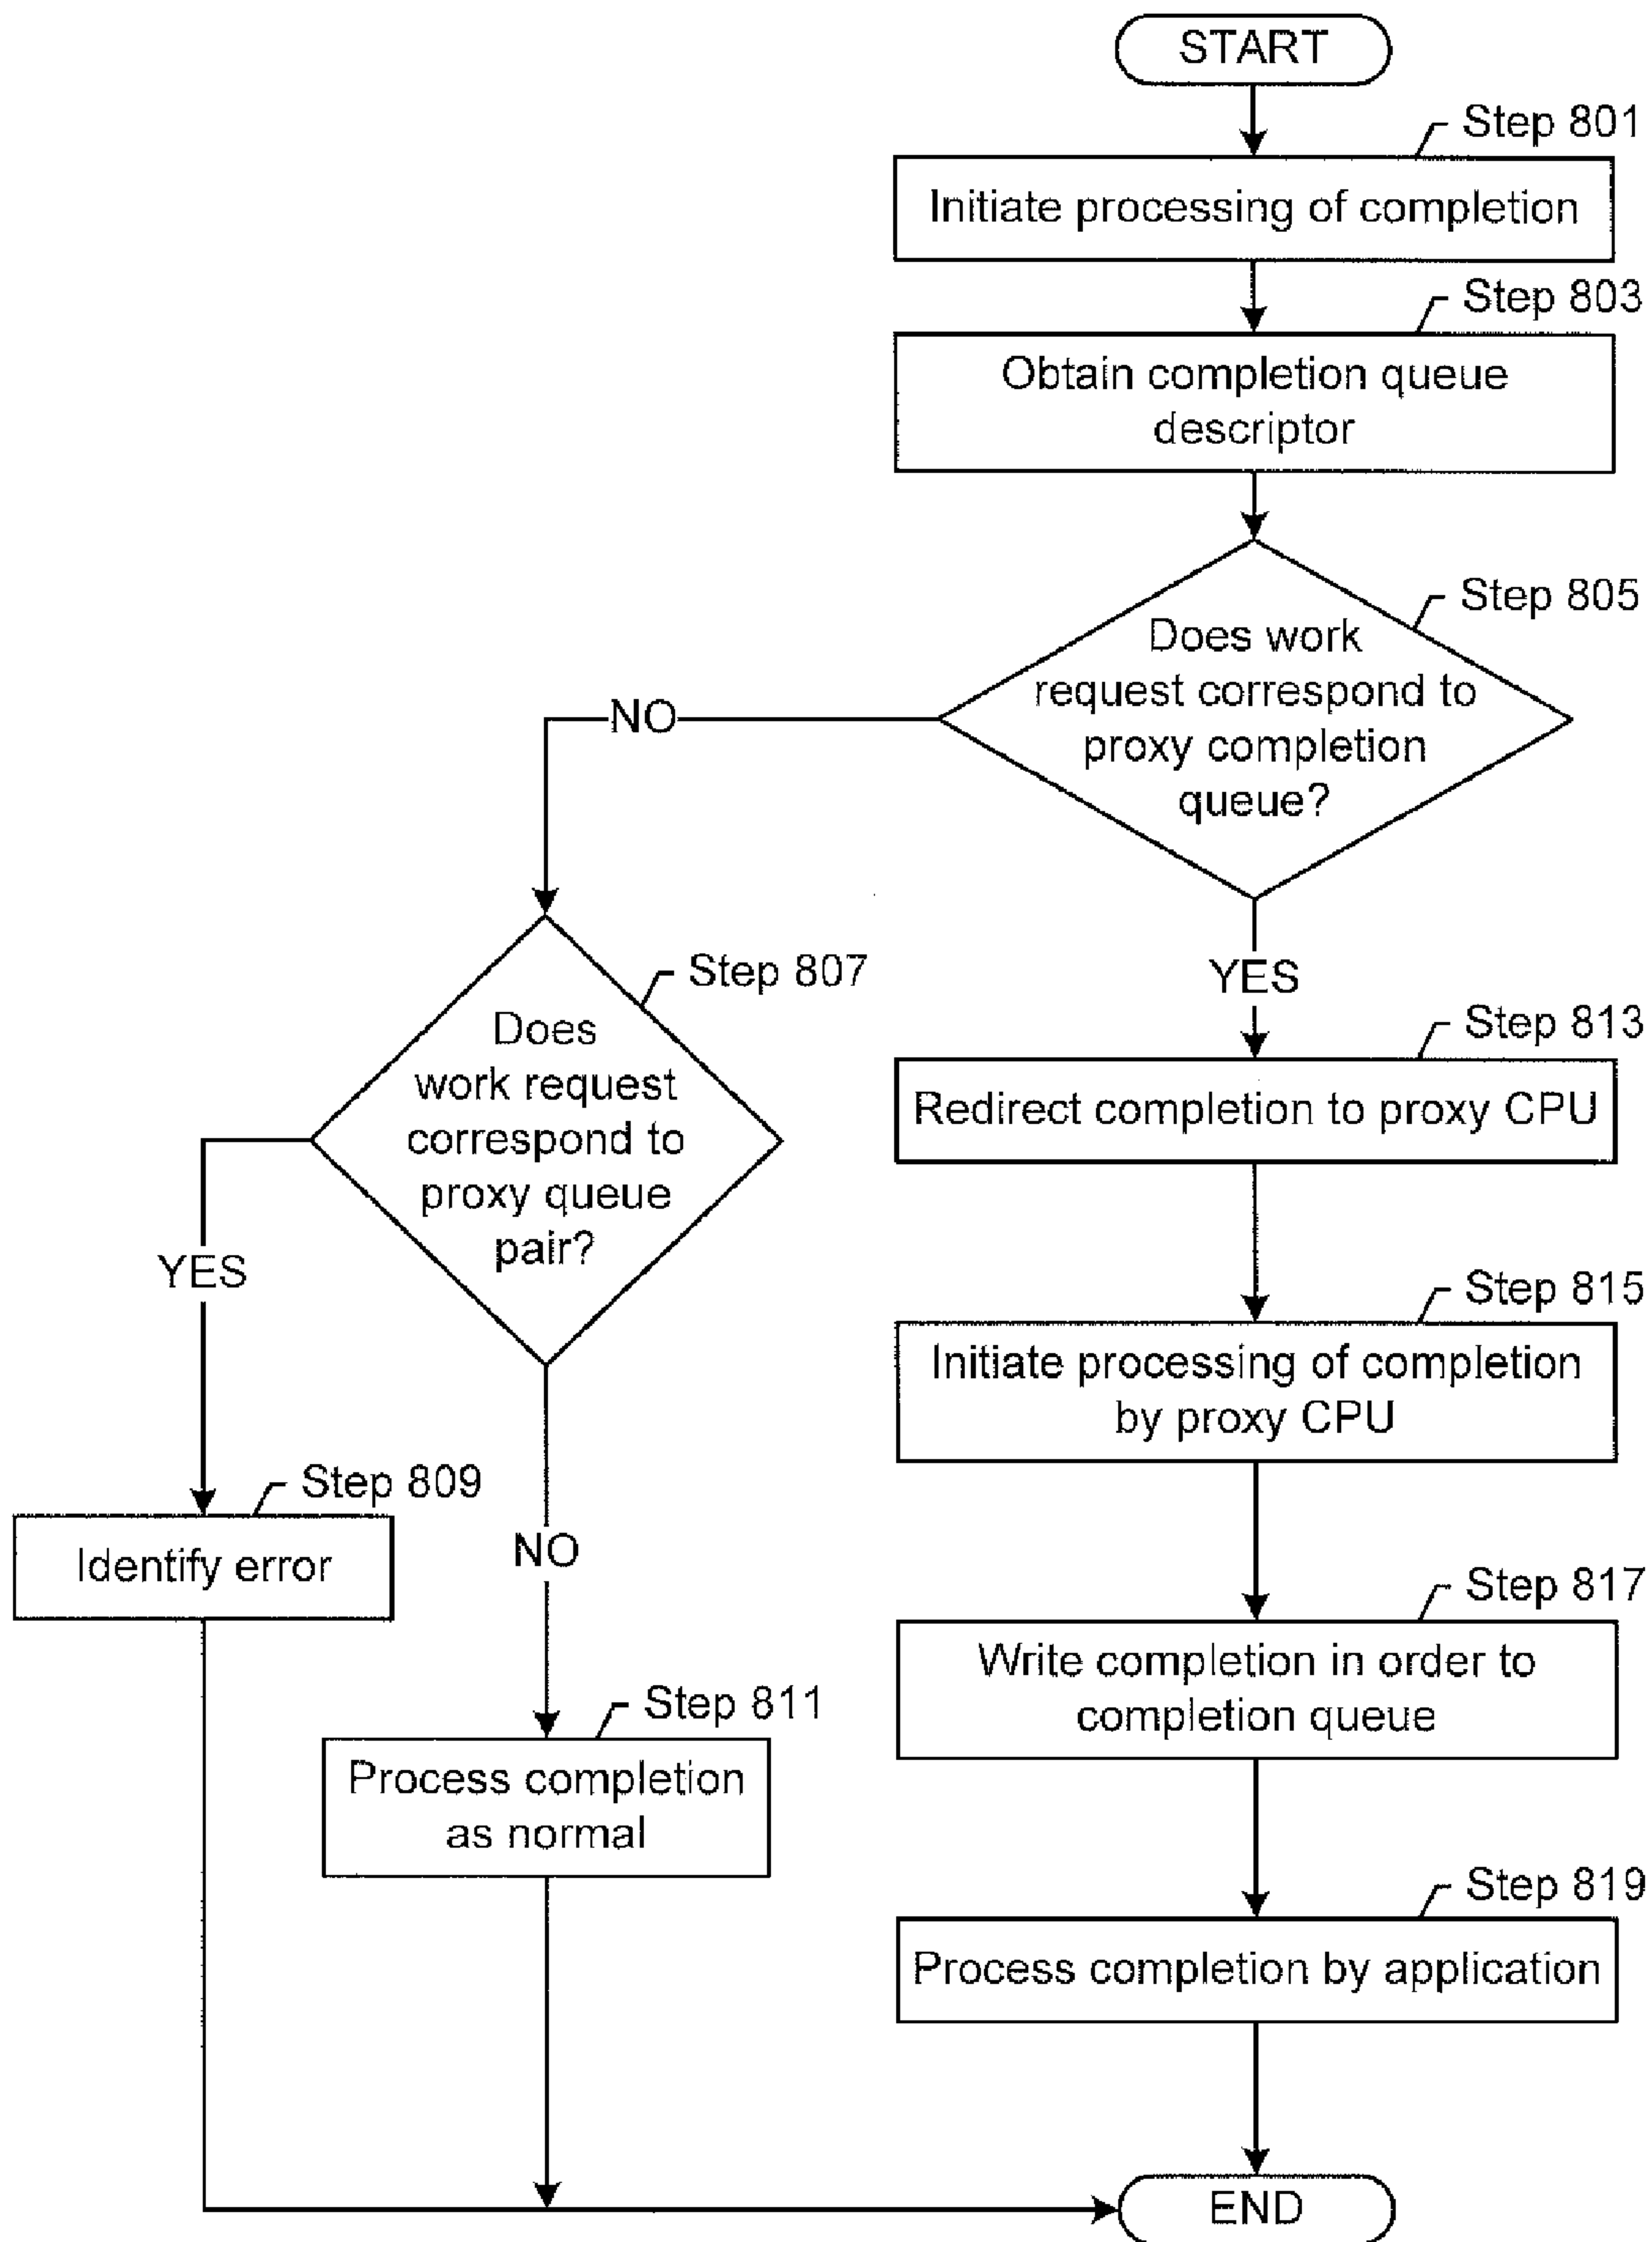 START
Step 801
Initiate processing of completion
Step 803
Obtain completion queue
descriptor
Step 805
Does work
request correspond to
proxy completion
queue?
NO
YES
Step 807
Does
work request
correspond to
proxy queue
pair?
YES
NO
Step 809
Identify error
Step 811
Process completion
as normal
Step 813
Redirect completion to proxy CPU
Step 815
Initiate processing of completion
by proxy CPU
Step 817
Write completion in order to
completion queue
Step 819
Process completion by application
END